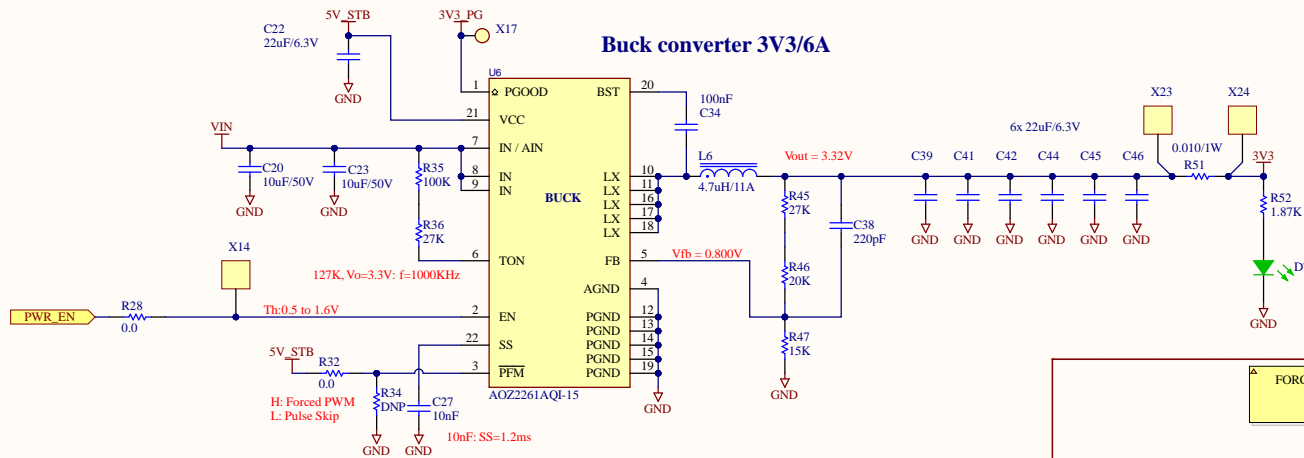 Buck converter 3V3/6A
5V_STB
C22
22uF/6.3V
GND
3V3_PG
X17
U6
1
PGOOD
21
VCC
7
IN / AIN
8
IN
9
IN
BUCK
6
TON
2
EN
22
SS
3
PFM
AOZ2261AQI-15
BST
20
LX
10
LX
11
LX
16
LX
17
LX
18
FB
5
AGND
4
PGND
12
PGND
13
PGND
14
PGND
15
PGND
19
GND
VIN
C20
10uF/50V
GND
C23
10uF/50V
GND
R35
100K
R36
27K
127K, Vo=3.3V: f=1000KHz
X14
PWR_EN
R28
0.0
Th:0.5 to 1.6V
5V_STB
R32
0.0
H: Forced PWM
L: Pulse Skip
R34
DNP
GND
C27
10nF
GND
10nF: SS=1.2ms
100nF
C34
L6
4.7uH/11A
Vout = 3.32V
R45
27K
R46
20K
R47
15K
GND
C38
220pF
Vfb = 0.800V
6x 22uF/6.3V
C39
C41
C42
C44
C45
C46
GND
GND
GND
GND
GND
GND
X23
X24
0.010/1W
R51
3V3
R52
1.87K
D
GND
FORC